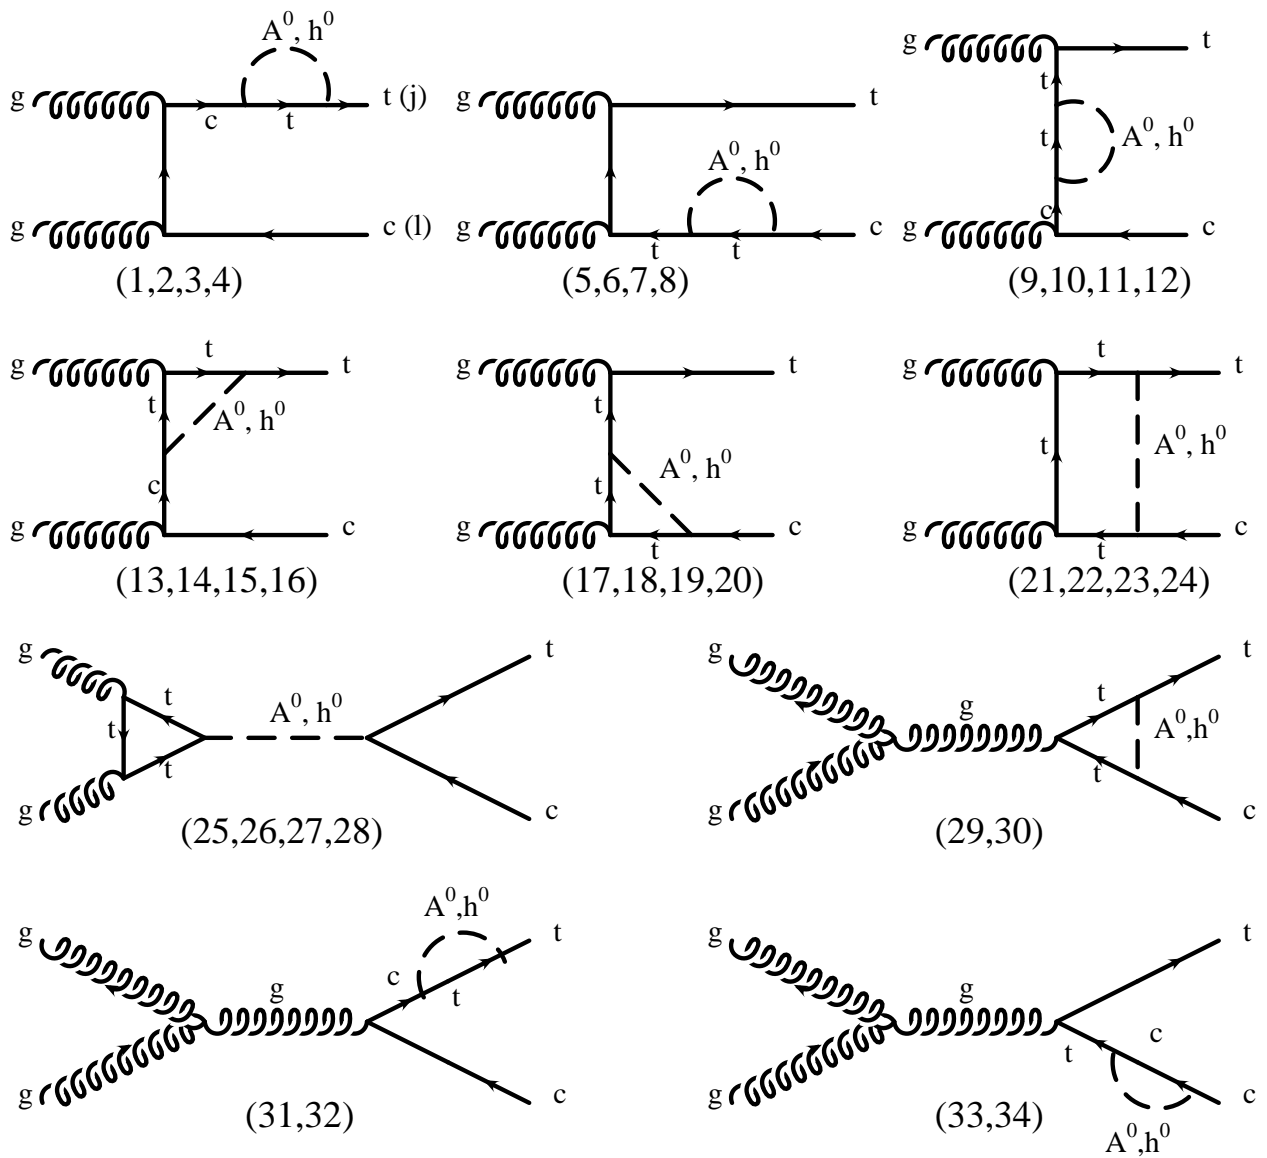 A⁰, h⁰
g t (j)
c t
g c (l)
(1,2,3,4)
g t
A⁰, h⁰
g c
t t
(5,6,7,8)
g t
t
t A⁰, h⁰
c
g c
(9,10,11,12)
t
g t
t A⁰, h⁰
c
g c
(13,14,15,16)
g t
t
A⁰, h⁰
t
g c
t
(17,18,19,20)
t
g t
t A⁰, h⁰
g c
t
(21,22,23,24)
g t
t
t A⁰, h⁰
t
g c
(25,26,27,28)
g t
t
g A⁰,h⁰
t
g c
(29,30)
A⁰,h⁰
g t
c
g t
g c
(31,32)
g t
g
t c
g c
A⁰,h⁰
(33,34)